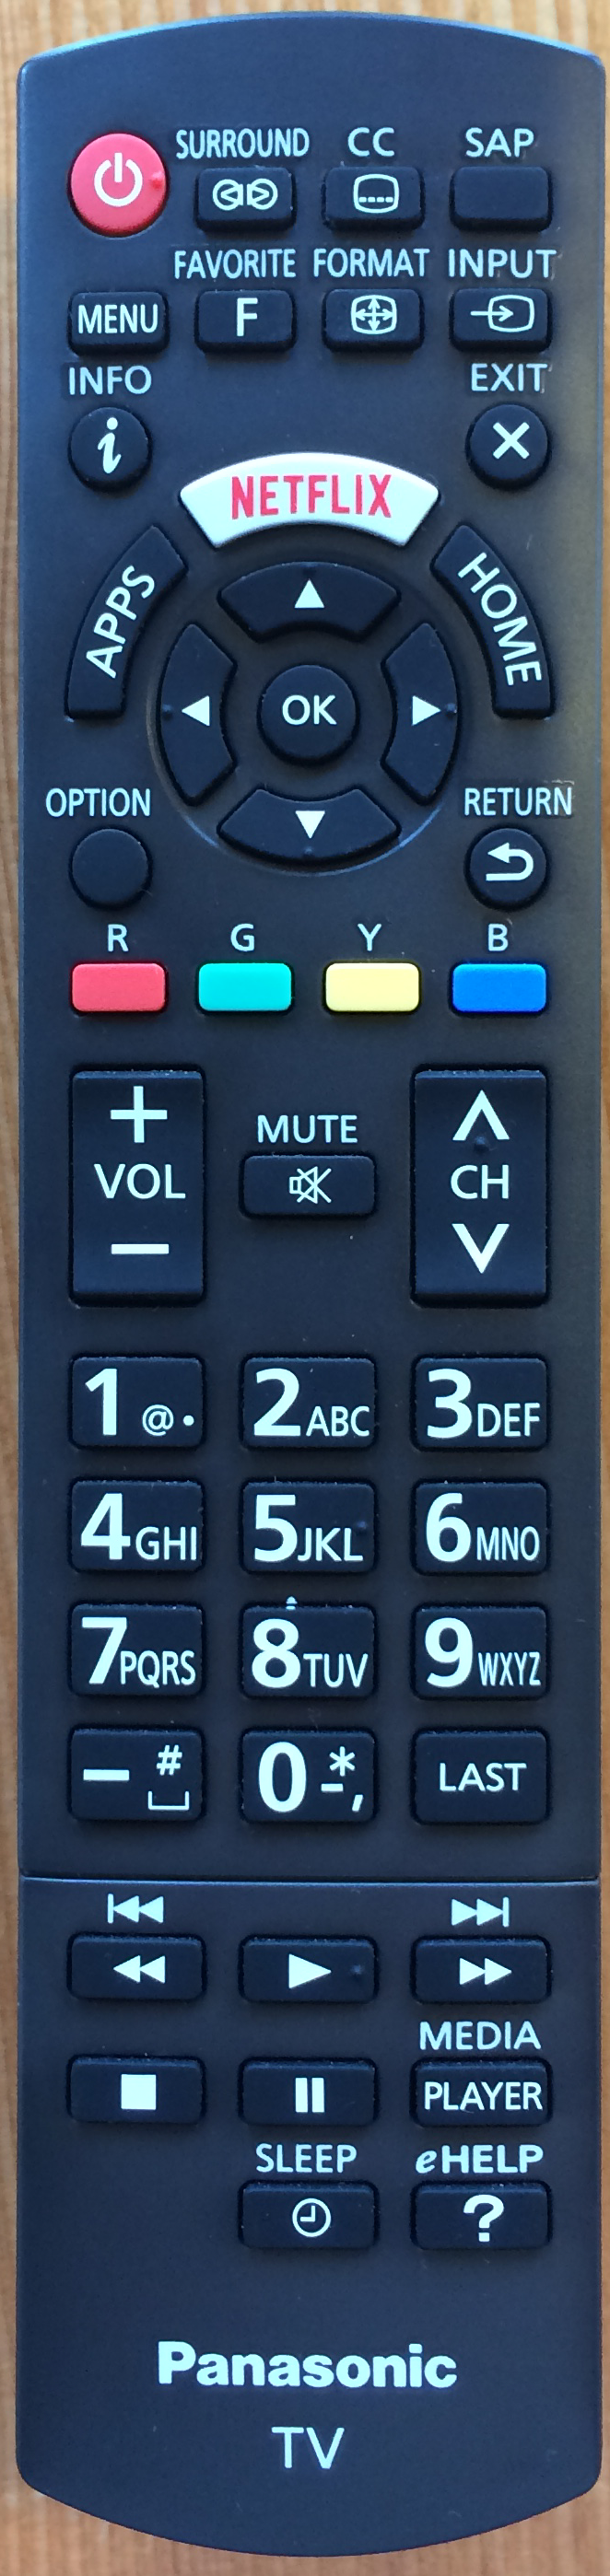 SURROUND CC SAP
FAVORITE FORMAT INPUT
MENU F
INFO EXIT
i
NETFLIX
APPS HOME
OK
OPTION RETURN
R G Y B
+ MUTE
VOL CH
−
1 @. 2 ABC 3 DEF
4 GHI 5 JKL 6 MNO
7 PQRS 8 TUV 9 WXYZ
− # 0 -*, LAST
MEDIA
PLAYER
SLEEP eHELP
?
Panasonic
TV